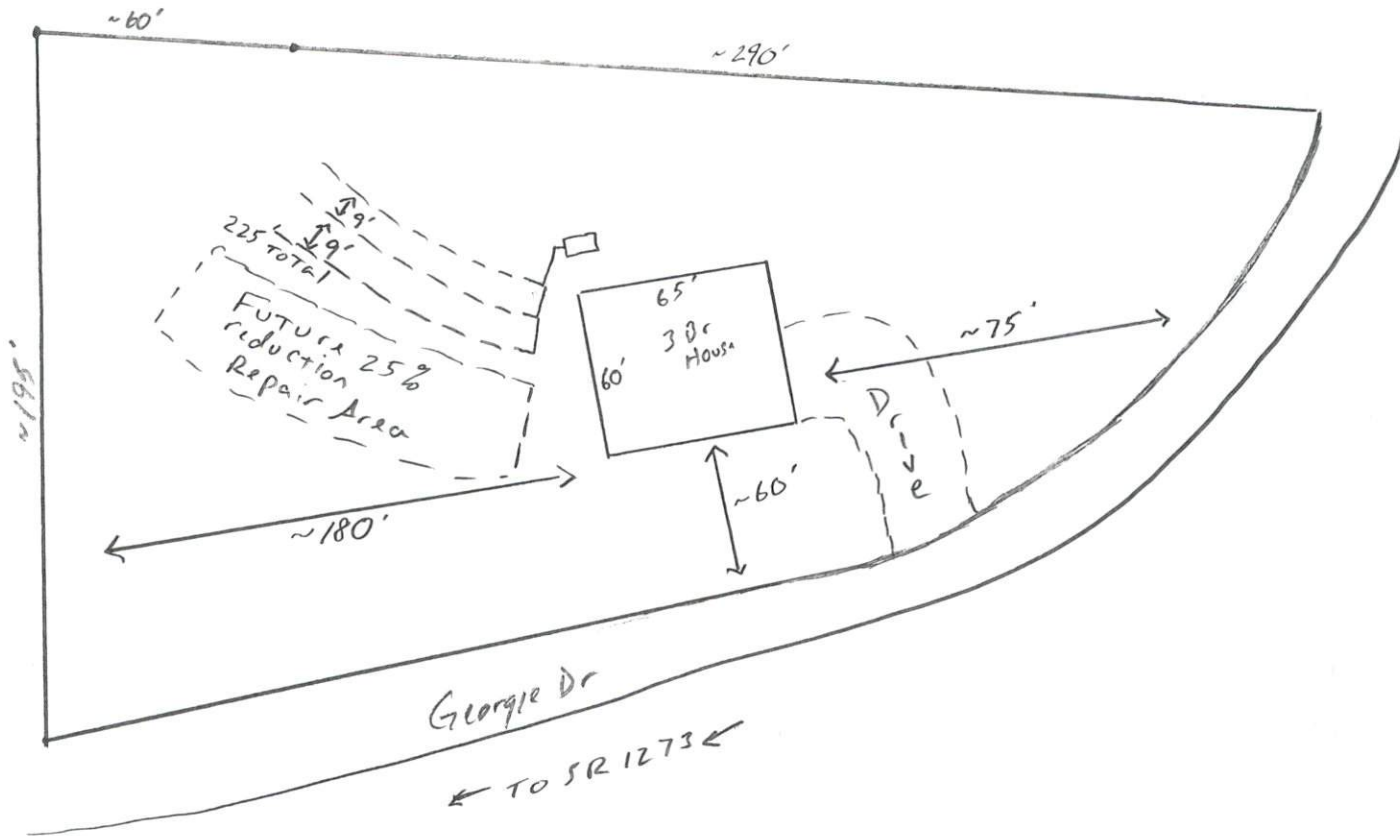 ~60'
~290'
9'
9'
225'
TOTAL
Future 25%
reduction
Repair Area
~195'
65'
3 Br
House
60'
~75'
Dr
i
v
e
~60'
~180'
Georgie Dr
← TO SR 1273 ←